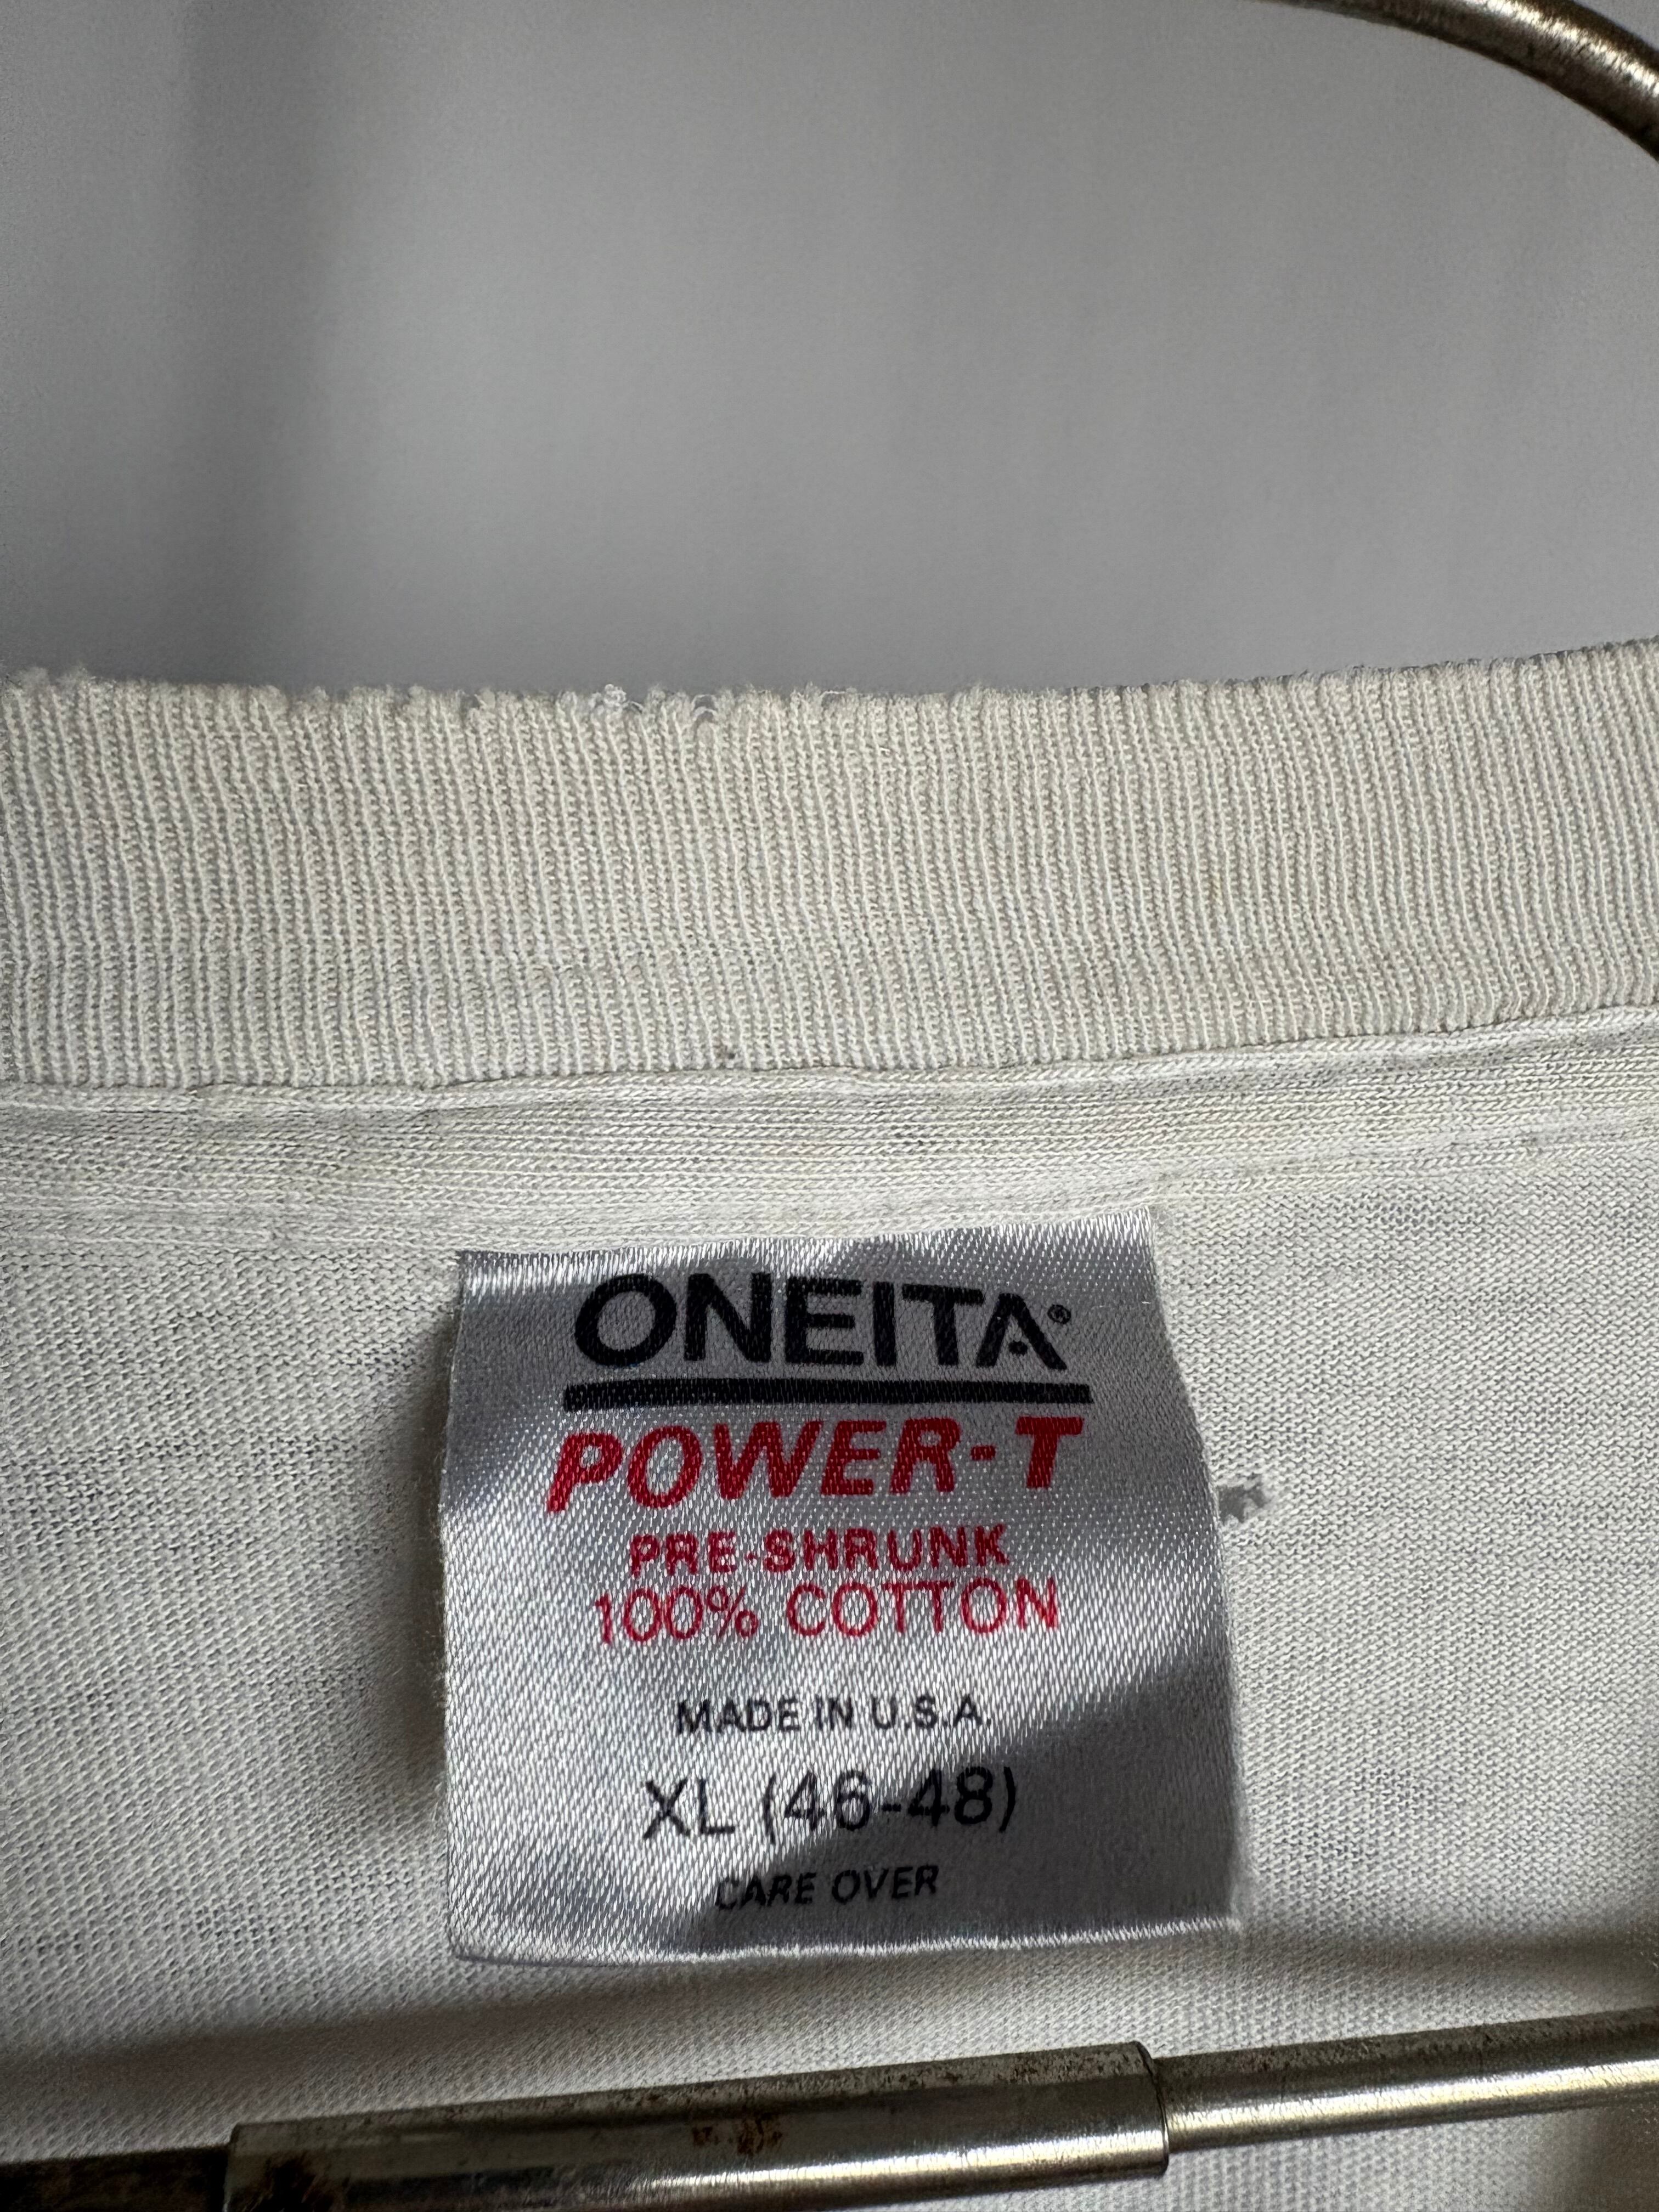 ONEITA®
POWER-T
PRE-SHRUNK
100% COTTON
MADE IN U.S.A.
XL (46-48)
CARE OVER